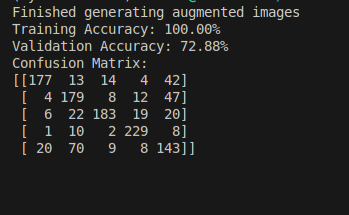 Finished generating augmented images
Training Accuracy: 100.00%
Validation Accuracy: 72.88%
Confusion Matrix:
[[177  13  14   4  42]
 [  4 179   8  12  47]
 [  6  22 183  19  20]
 [  1  10   2 229   8]
 [ 20  70   9   8 143]]